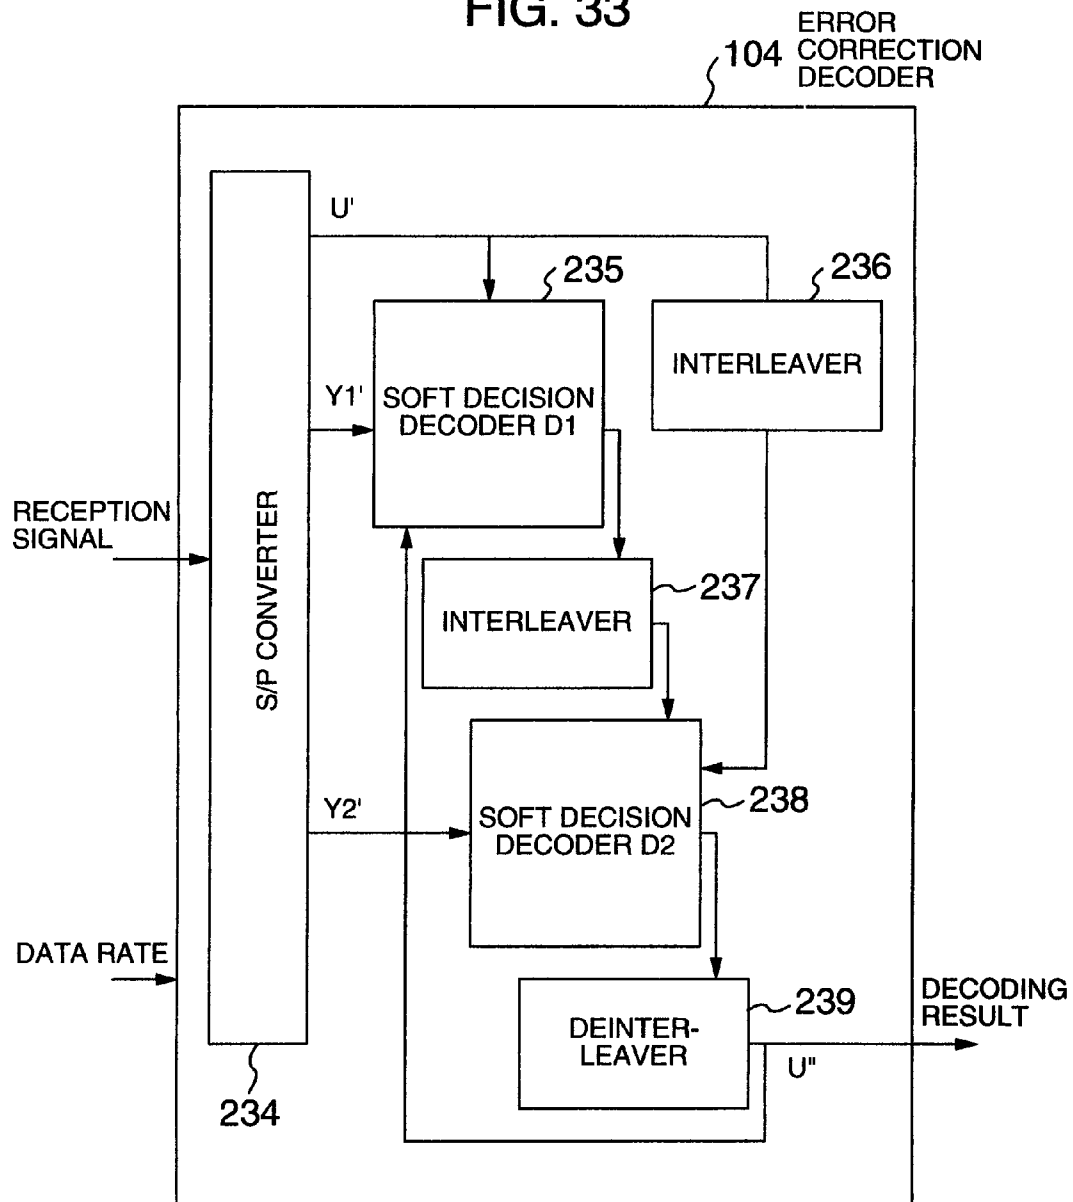 FIG. 33
104
ERROR
CORRECTION
DECODER
U'
235
236
INTERLEAVER
Y1'
SOFT DECISION
DECODER D1
RECEPTION
SIGNAL
S/P CONVERTER
237
INTERLEAVER
Y2'
238
SOFT DECISION
DECODER D2
DATA RATE
239
DEINTER-
LEAVER
DECODING
RESULT
U"
234